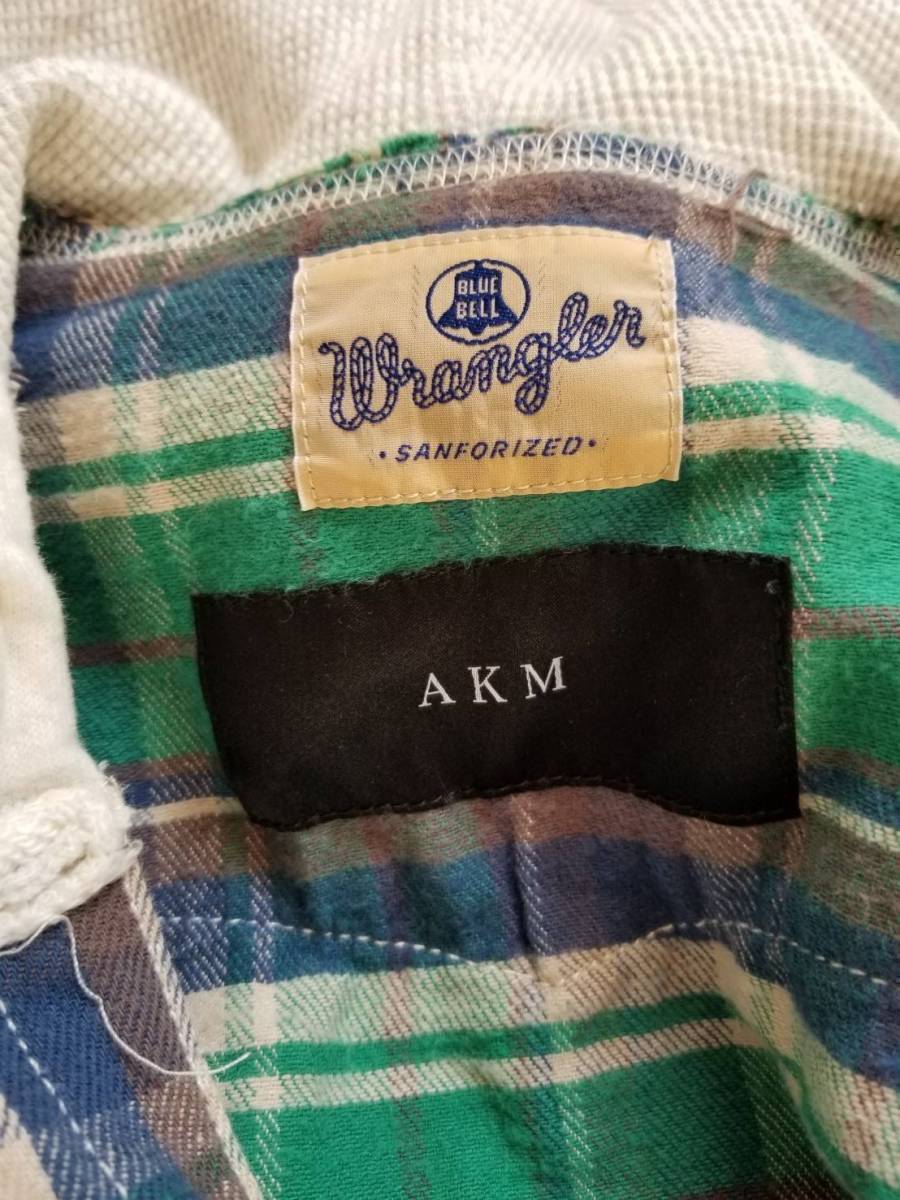 BLUE
BELL
Wrangler
• SANFORIZED •
AKM